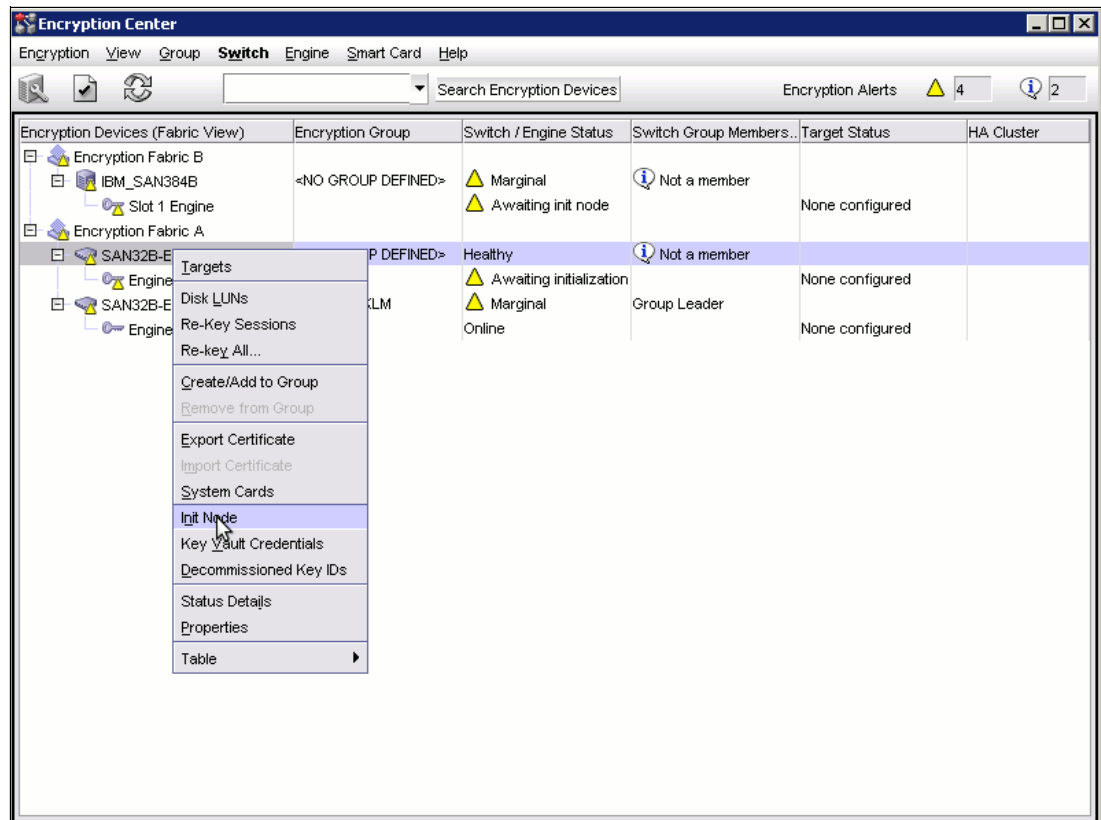 Encryption Center
Encryption View Group Switch Engine Smart Card Help
Search Encryption Devices Encryption Alerts 4 2
Encryption Devices (Fabric View) Encryption Group Switch / Engine Status Switch Group Members... Target Status HA Cluster
Encryption Fabric B
IBM_SAN384B <NO GROUP DEFINED> Marginal Not a member
Slot 1 Engine Awaiting init node None configured
Encryption Fabric A
SAN32B-E P DEFINED> Healthy Not a member
Engine Awaiting initialization None configured
SAN32B-E KLM Marginal Group Leader
Engine Online None configured
Targets
Disk LUNs
Re-Key Sessions
Re-key All...
Create/Add to Group
Remove from Group
Export Certificate
Import Certificate
System Cards
Init Node
Key Vault Credentials
Decommissioned Key IDs
Status Details
Properties
Table